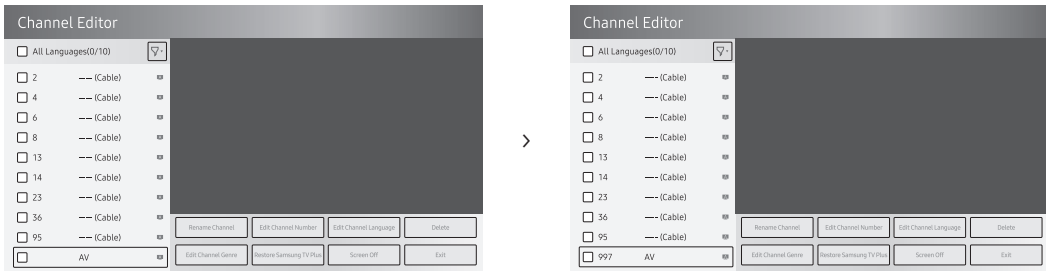 Channel Editor
All Languages(0/10)
2 −− (Cable)
4 −− (Cable)
6 −− (Cable)
8 −− (Cable)
13 −− (Cable)
14 −− (Cable)
23 −− (Cable)
36 −− (Cable)
95 −− (Cable)
AV
Rename Channel Edit Channel Number Edit Channel Language Delete
Edit Channel Genre Restore Samsung TV Plus Screen Off Exit
>
Channel Editor
All Languages(0/10)
2 −- (Cable)
4 −- (Cable)
6 −- (Cable)
8 −- (Cable)
13 −- (Cable)
14 −- (Cable)
23 −- (Cable)
36 −- (Cable)
95 −- (Cable)
997 AV
Rename Channel Edit Channel Number Edit Channel Language Delete
Edit Channel Genre Restore Samsung TV Plus Screen Off Exit